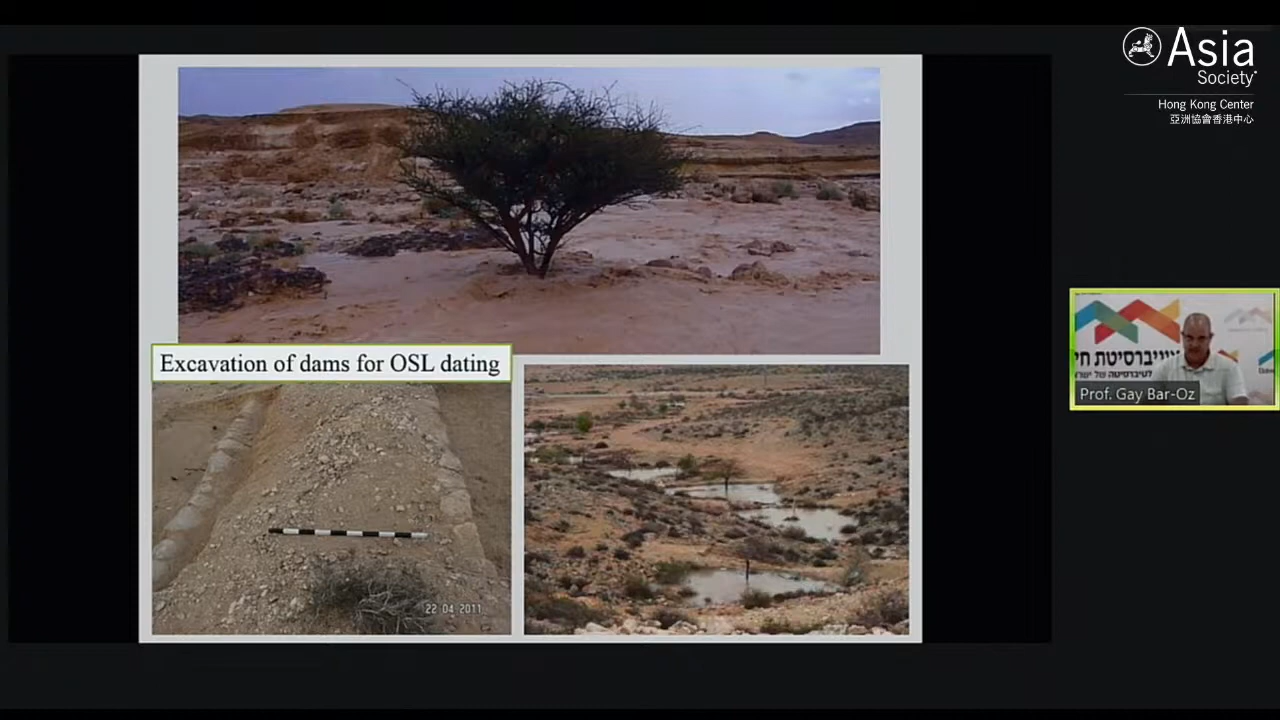 Asia
Society
Hong Kong Center
亞洲協會香港中心
Excavation of dams for OSL dating
22 04 2011
Prof. Gay Bar-Oz